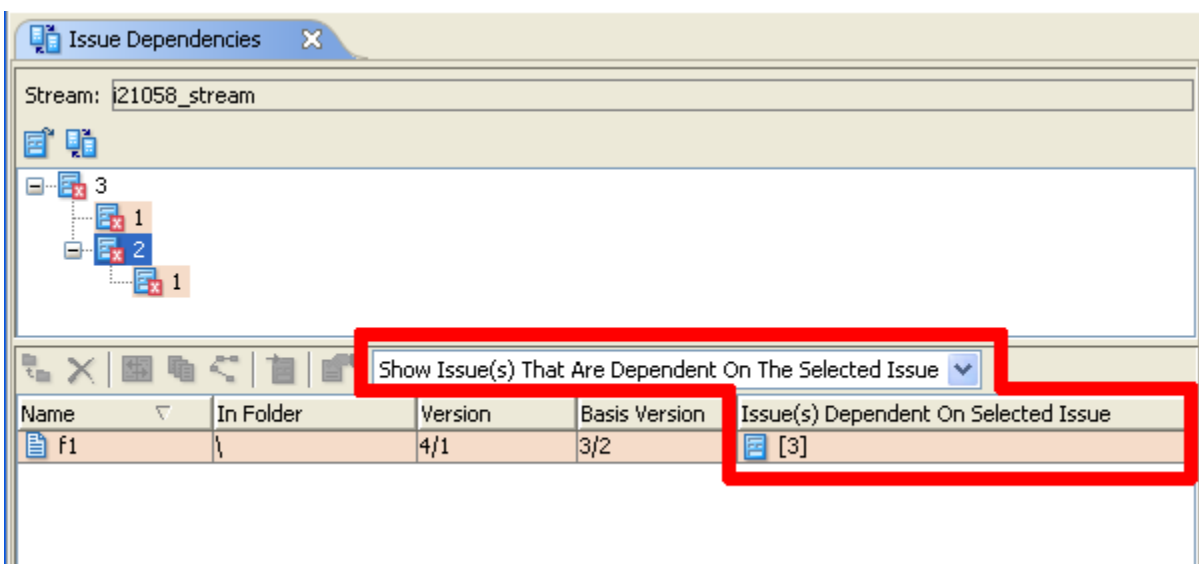 Issue Dependencies
Stream: i21058_stream
3
1
2
1
Show Issue(s) That Are Dependent On The Selected Issue
Name In Folder Version Basis Version Issue(s) Dependent On Selected Issue
f1 \ 4/1 3/2 [3]